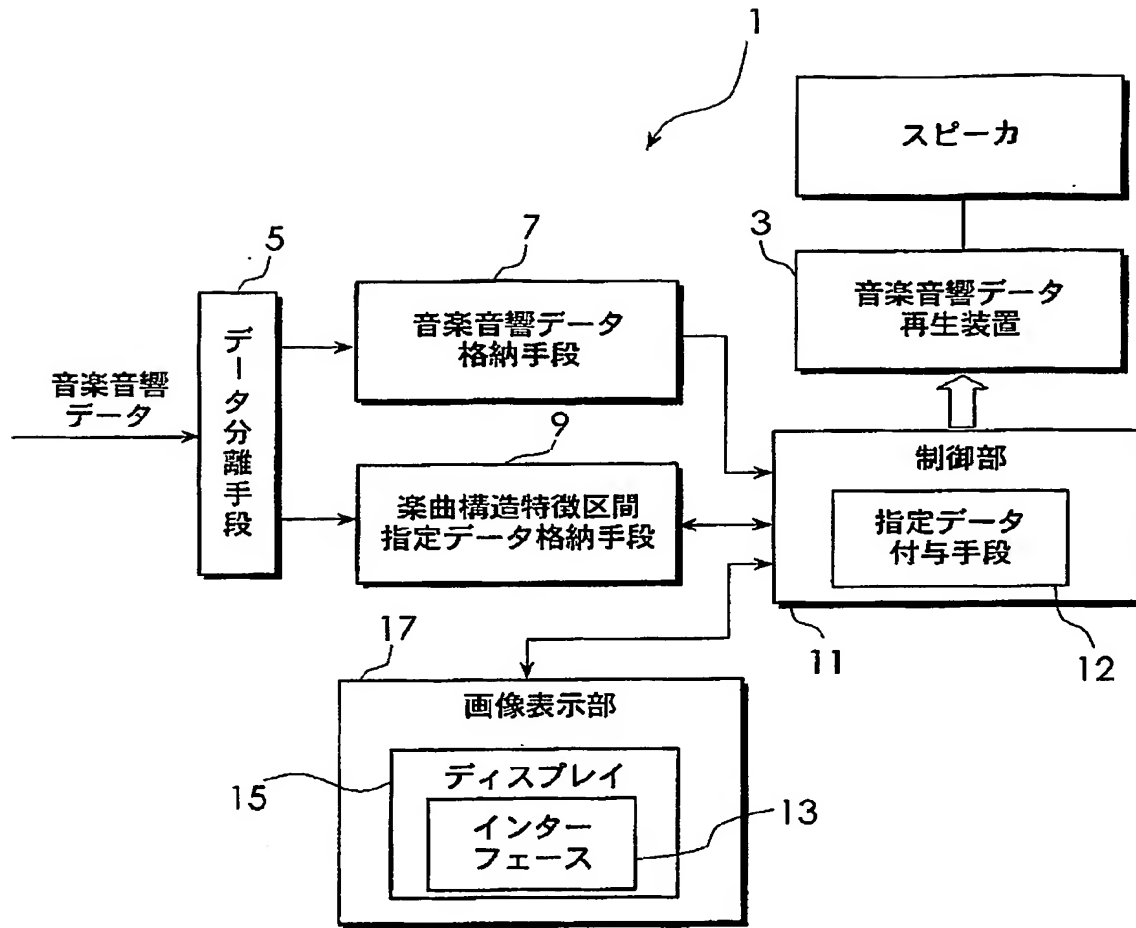 1
スピーカ
3
音楽音響データ
再生装置
5
データ分離手段
7
音楽音響データ
格納手段
音楽音響
データ
9
楽曲構造特徴区間
指定データ格納手段
制御部
指定データ
付与手段
11
12
17
画像表示部
ディスプレイ
15
インター
フェース
13